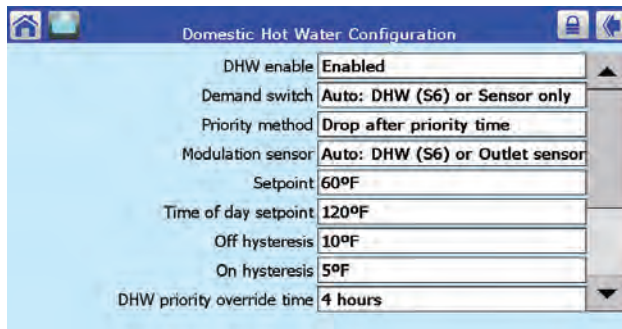 Domestic Hot Water Configuration
DHW enable Enabled
Demand switch Auto: DHW (S6) or Sensor only
Priority method Drop after priority time
Modulation sensor Auto: DHW (S6) or Outlet sensor
Setpoint 60ºF
Time of day setpoint 120ºF
Off hysteresis 10ºF
On hysteresis 5ºF
DHW priority override time 4 hours